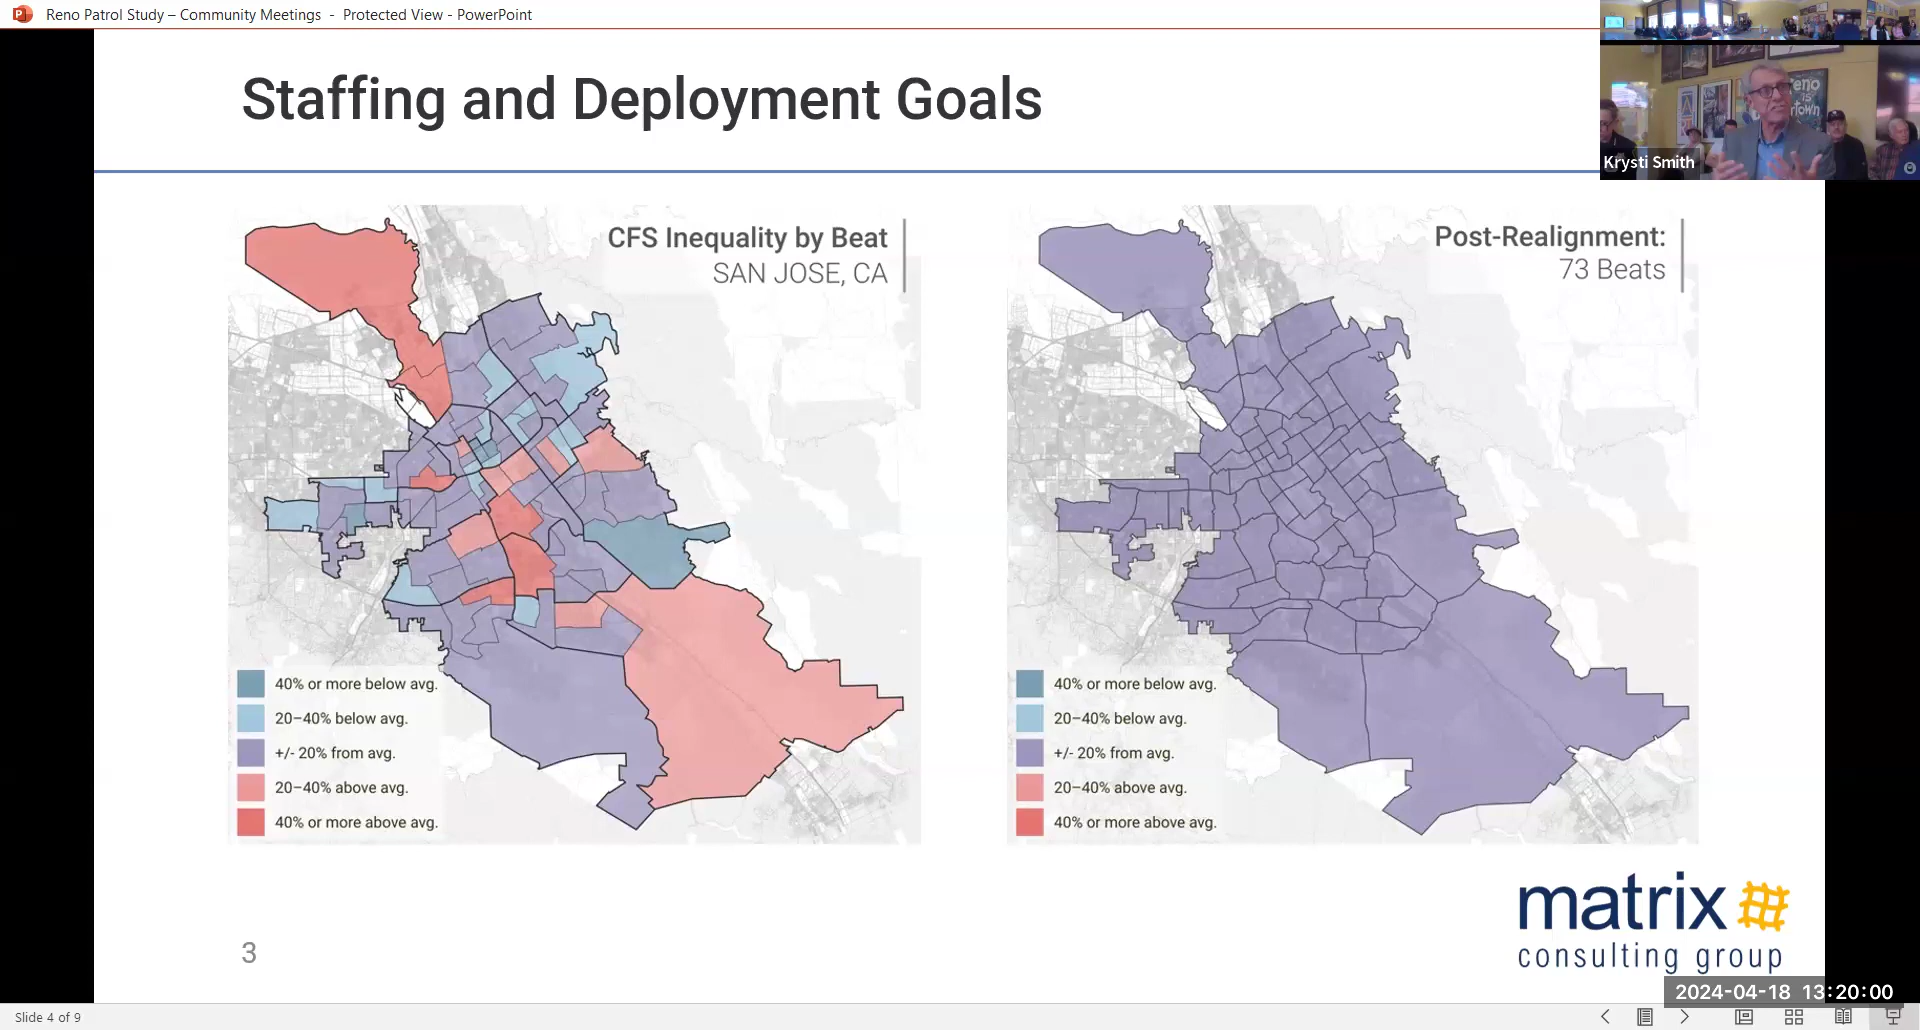 Reno Patrol Study – Community Meetings - Protected View - PowerPoint
Staffing and Deployment Goals
Krysti Smith
CFS Inequality by Beat
SAN JOSE, CA
40% or more below avg.
20–40% below avg.
+/- 20% from avg.
20–40% above avg.
40% or more above avg.
Post-Realignment:
73 Beats
40% or more below avg.
20–40% below avg.
+/- 20% from avg.
20–40% above avg.
40% or more above avg.
3
matrix
consulting group
2024-04-18 13:20:00
Slide 4 of 9